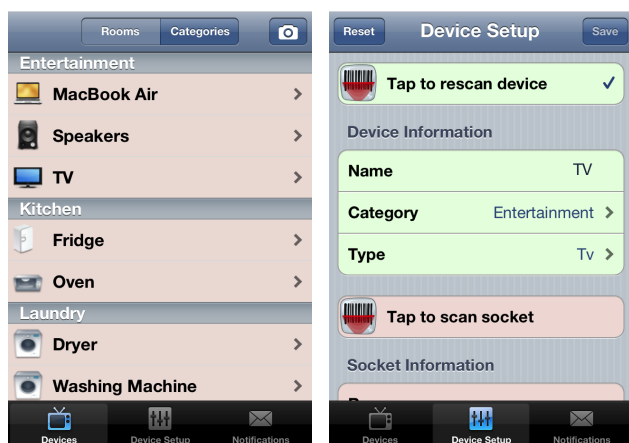 Rooms Categories
Entertainment
MacBook Air
Speakers
TV
Kitchen
Fridge
Oven
Laundry
Dryer
Washing Machine
Devices Device Setup Notifications
Reset Device Setup Save
Tap to rescan device
Device Information
Name TV
Category Entertainment
Type Tv
Tap to scan socket
Socket Information
Devices Device Setup Notifications